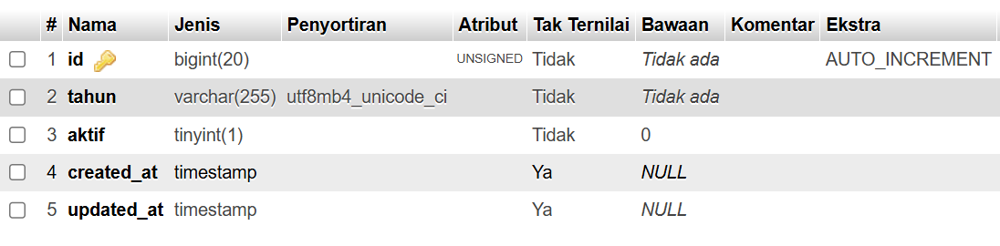 # Nama Jenis Penyortiran Atribut Tak Ternilai Bawaan Komentar Ekstra
1 id bigint(20) UNSIGNED Tidak Tidak ada AUTO_INCREMENT
2 tahun varchar(255) utf8mb4_unicode_ci Tidak Tidak ada
3 aktif tinyint(1) Tidak 0
4 created_at timestamp Ya NULL
5 updated_at timestamp Ya NULL